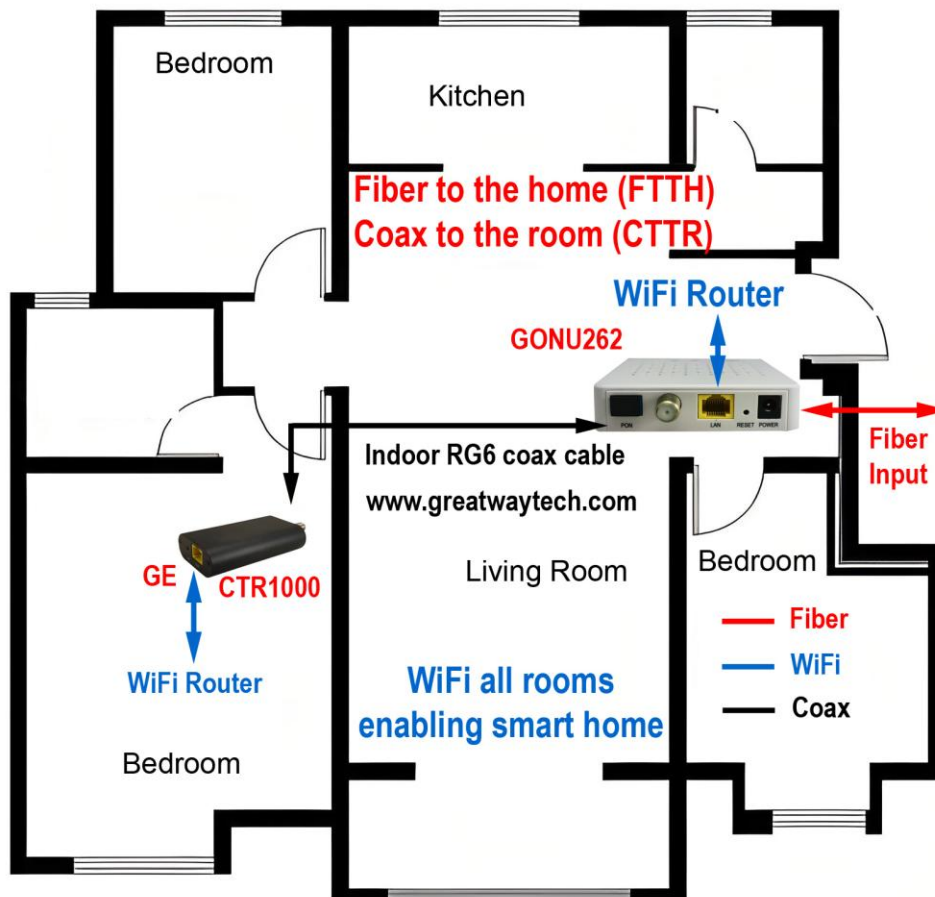 Bedroom
Kitchen
Fiber to the home (FTTH)
Coax to the room (CTTR)
WiFi Router
GONU262
PON
LAN
RESET
POWER
Fiber
Input
Indoor RG6 coax cable
www.greatwaytech.com
GE
CTR1000
Living Room
Bedroom
Fiber
WiFi
Coax
WiFi Router
WiFi all rooms
enabling smart home
Bedroom